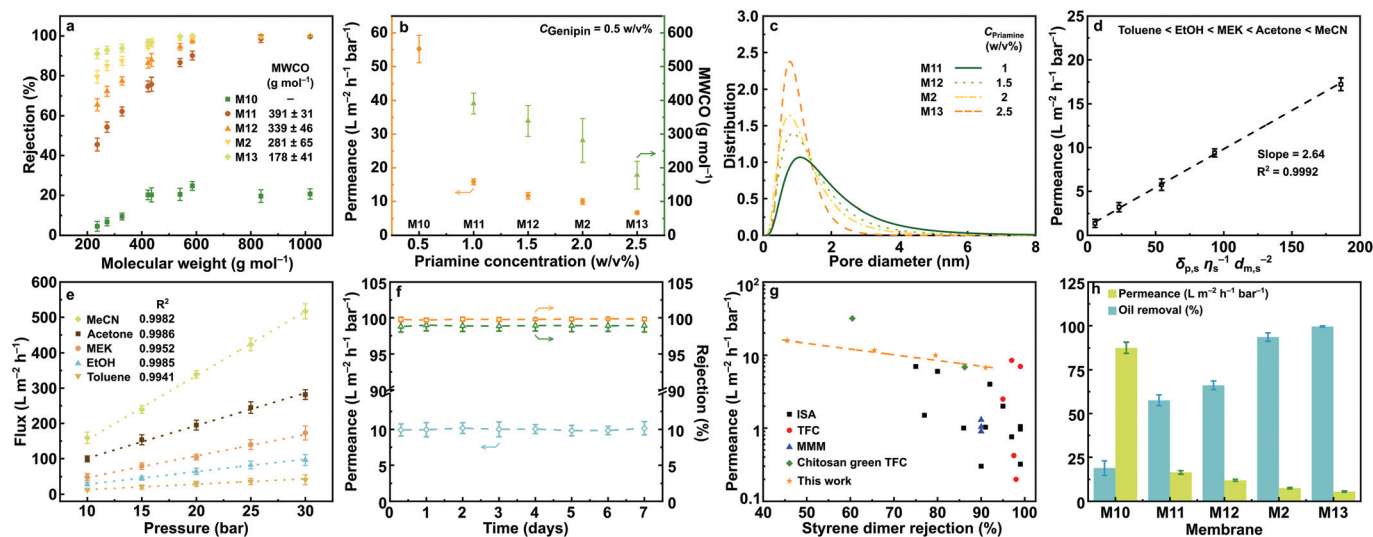 a
100
80
60
40
20
0
Rejection (%)
MWCO
(g mol⁻¹)
M10 –
M11 391 ± 31
M12 339 ± 46
M2 281 ± 65
M13 178 ± 41
200 400 600 800 1000
Molecular weight (g mol⁻¹)
b
C_Genipin = 0.5 w/v%
60
50
40
30
20
10
0
Permeance (L m⁻² h⁻¹ bar⁻¹)
600
500
400
300
200
100
0
MWCO (g mol⁻¹)
M10 M11 M12 M2 M13
0.5 1.0 1.5 2.0 2.5
Priamine concentration (w/v%)
c
C_Priamine
(w/v%)
M11 1
M12 1.5
M2 2
M13 2.5
3.0
2.5
2.0
1.5
1.0
0.5
0.0
Distribution
0 2 4 6 8
Pore diameter (nm)
d
Toluene < EtOH < MEK < Acetone < MeCN
25
20
15
10
5
0
Permeance (L m⁻² h⁻¹ bar⁻¹)
Slope = 2.64
R² = 0.9992
0 50 100 150 200
δ_p,s η_s⁻¹ d_m,s⁻²
e
R²
MeCN 0.9982
Acetone 0.9986
MEK 0.9952
EtOH 0.9985
Toluene 0.9941
600
500
400
300
200
100
0
Flux (L m⁻² h⁻¹)
10 15 20 25 30
Pressure (bar)
f
100
95
90
15
10
5
0
Permeance (L m⁻² h⁻¹ bar⁻¹)
100
95
90
15
10
5
0
Rejection (%)
0 1 2 3 4 5 6 7
Time (days)
g
100
10
1
0.1
Permeance (L m⁻² h⁻¹ bar⁻¹)
ISA
TFC
MMM
Chitosan green TFC
This work
40 50 60 70 80 90 100
Styrene dimer rejection (%)
h
Permeance (L m⁻² h⁻¹ bar⁻¹)
Oil removal (%)
125
100
75
50
25
0
M10 M11 M12 M2 M13
Membrane